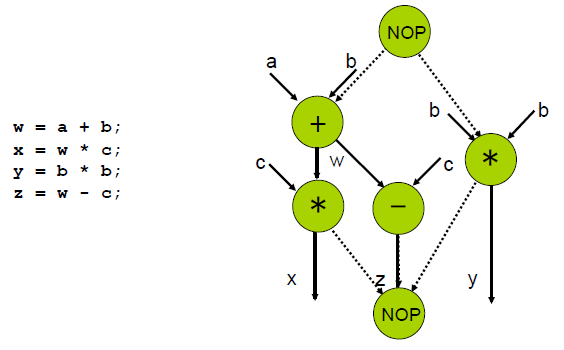 w = a + b;
x = w * c;
y = b * b;
z = w - c;
NOP
a
b
b
b
+
c
w
c
*
*
−
x
z
y
NOP